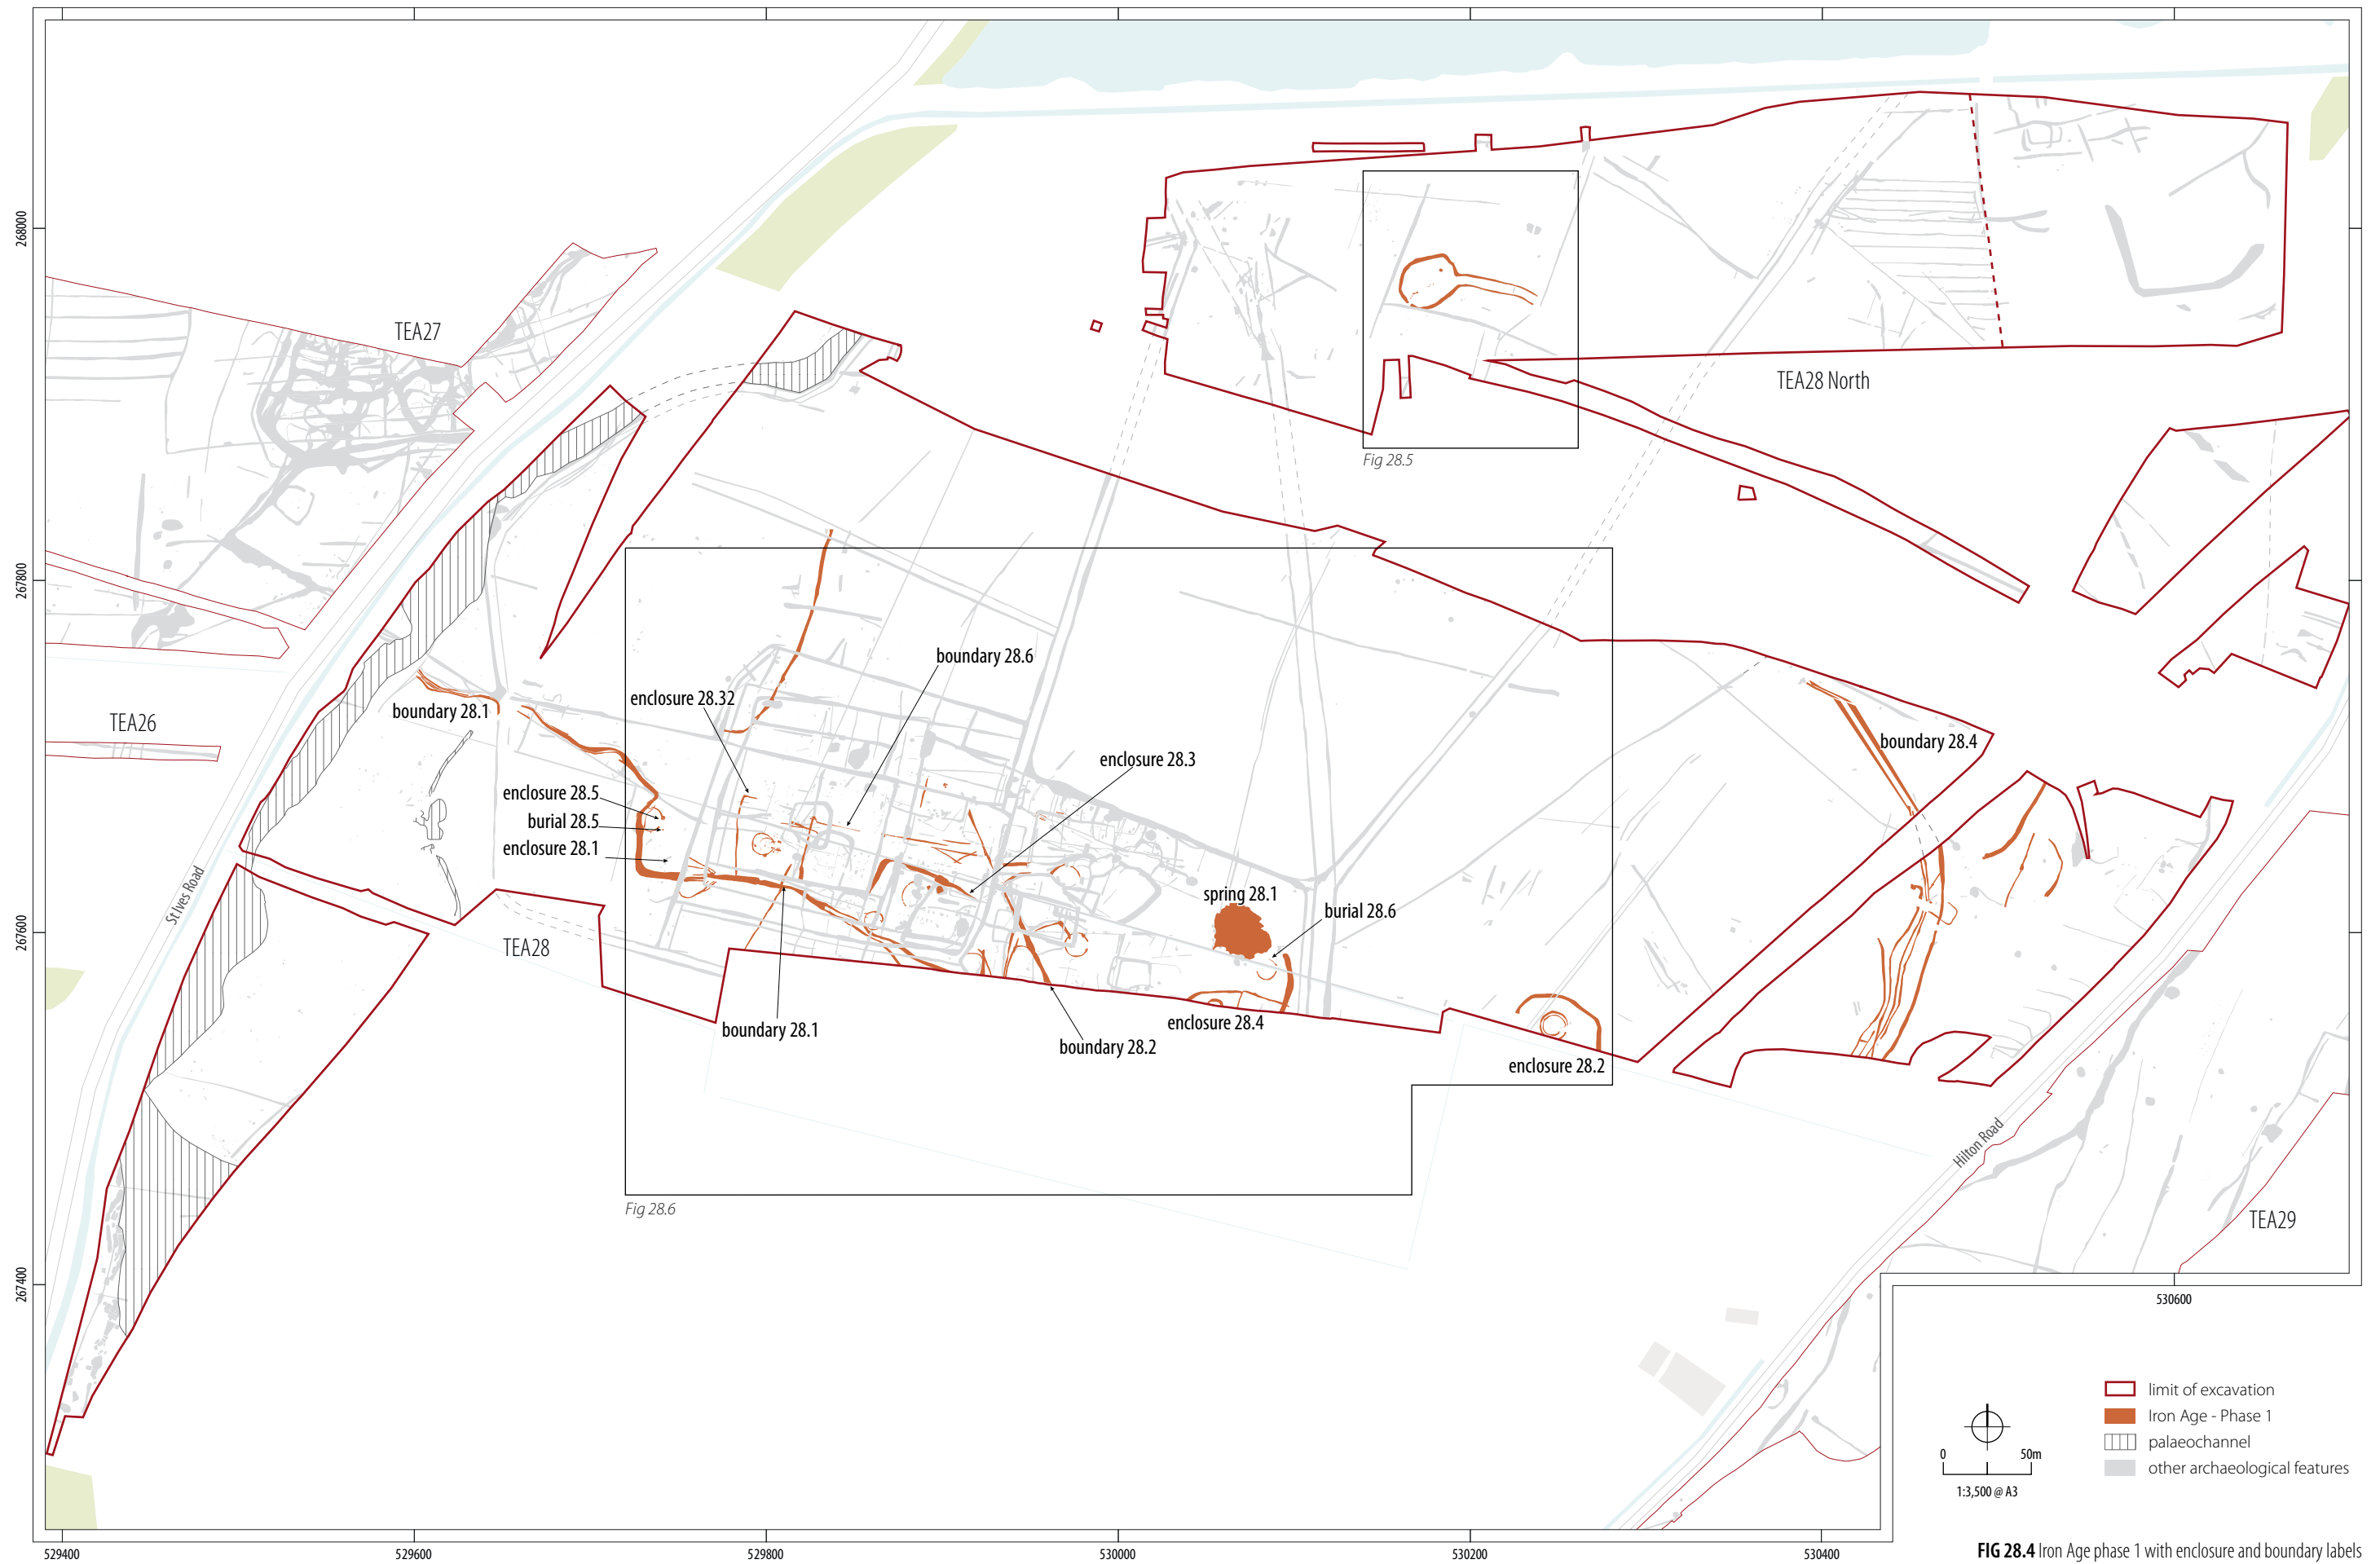 268000
267800
267600
267400
TEA27
TEA28 North
Fig 28.5
boundary 28.6
enclosure 28.32
boundary 28.1
TEA26
boundary 28.4
enclosure 28.3
enclosure 28.5
burial 28.5
enclosure 28.1
St Ives Road
spring 28.1
burial 28.6
TEA28
boundary 28.1
enclosure 28.4
boundary 28.2
enclosure 28.2
Hilton Road
Fig 28.6
TEA29
530600
limit of excavation
Iron Age - Phase 1
palaeochannel
other archaeological features
0 50m
1:3,500 @ A3
529400 529600 529800 530000 530200 530400
FIG 28.4 Iron Age phase 1 with enclosure and boundary labels